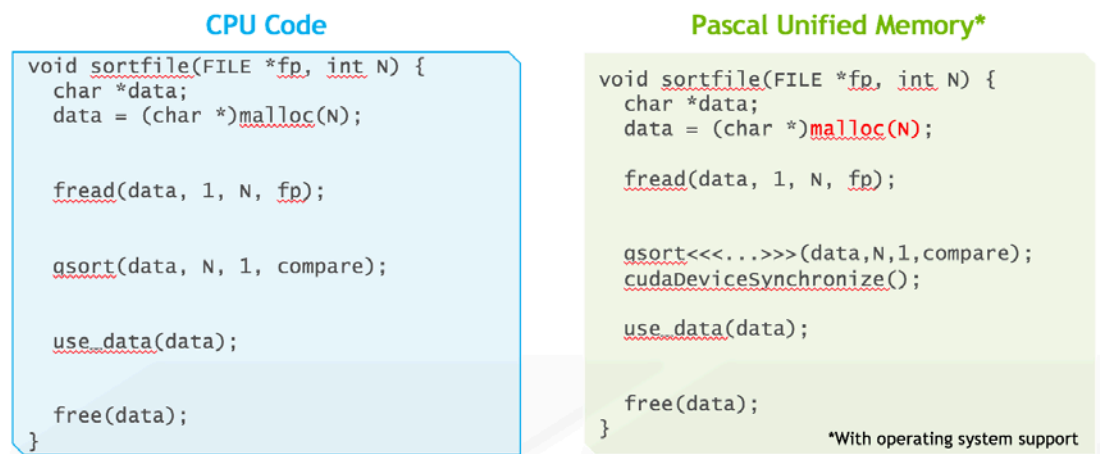 CPU Code
void sortfile(FILE *fp, int N) {
  char *data;
  data = (char *)malloc(N);
  fread(data, 1, N, fp);
  qsort(data, N, 1, compare);
  use_data(data);
  free(data);
}
Pascal Unified Memory*
void sortfile(FILE *fp, int N) {
  char *data;
  data = (char *)malloc(N);
  fread(data, 1, N, fp);
  qsort<<<...>>>(data,N,1,compare);
  cudaDeviceSynchronize();
  use_data(data);
  free(data);
}
*With operating system support